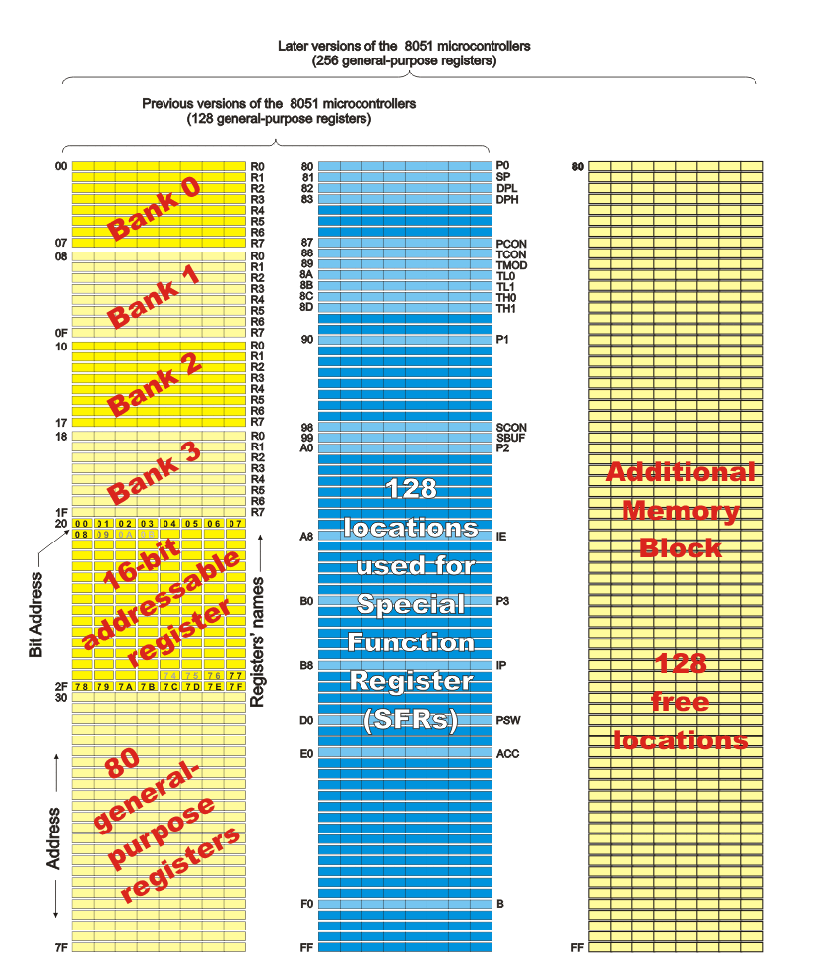 Later versions of the 8051 microcontrollers
(256 general-purpose registers)
Previous versions of the 8051 microcontrollers
(128 general-purpose registers)
00
R0
R1
R2
R3
R4
R5
R6
07
R7
Bank 0
08
R0
R1
R2
R3
R4
R5
R6
0F
R7
Bank 1
10
R0
R1
R2
R3
R4
R5
R6
17
R7
Bank 2
18
R0
R1
R2
R3
R4
R5
R6
1F
R7
Bank 3
20
00 01 02 03 04 05 06 07
08 09 0A 0B
16-bit
addressable
register
74 75 76 77
2F
78 79 7A 7B 7C 7D 7E 7F
30
Bit Address
Registers' names
80
general-
purpose
registers
Address
7F
80 P0
81 SP
82 DPL
83 DPH
87 PCON
88 TCON
89 TMOD
8A TL0
8B TL1
8C TH0
8D TH1
90 P1
98 SCON
99 SBUF
A0 P2
A8 IE
B0 P3
B8 IP
D0 PSW
E0 ACC
F0 B
FF
128
locations
used for
Special
Function
Register
(SFRs)
80
Additional
Memory
Block
128
free
locations
FF